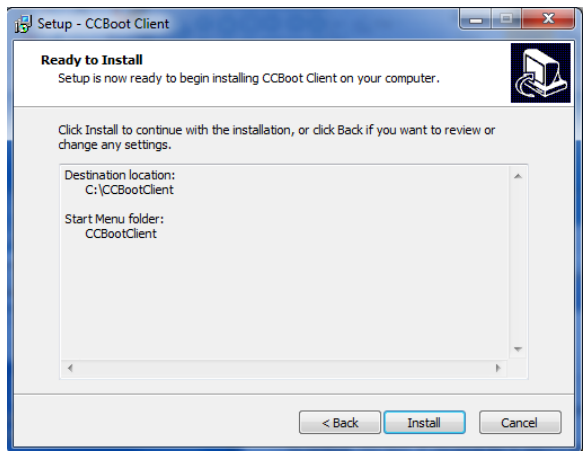 Setup - CCBoot Client
Ready to Install
Setup is now ready to begin installing CCBoot Client on your computer.
Click Install to continue with the installation, or click Back if you want to review or
change any settings.
Destination location:
C:\CCBootClient
Start Menu folder:
CCBootClient
< Back
Install
Cancel